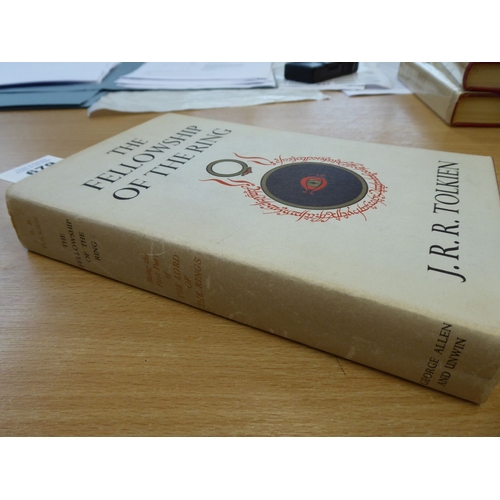 THE
FELLOWSHIP
OF THE RING
J.R.R. TOLKIEN
THE
FELLOWSHIP
OF THE
RING
THE LORD
OF
THE RINGS
GEORGE ALLEN
AND UNWIN